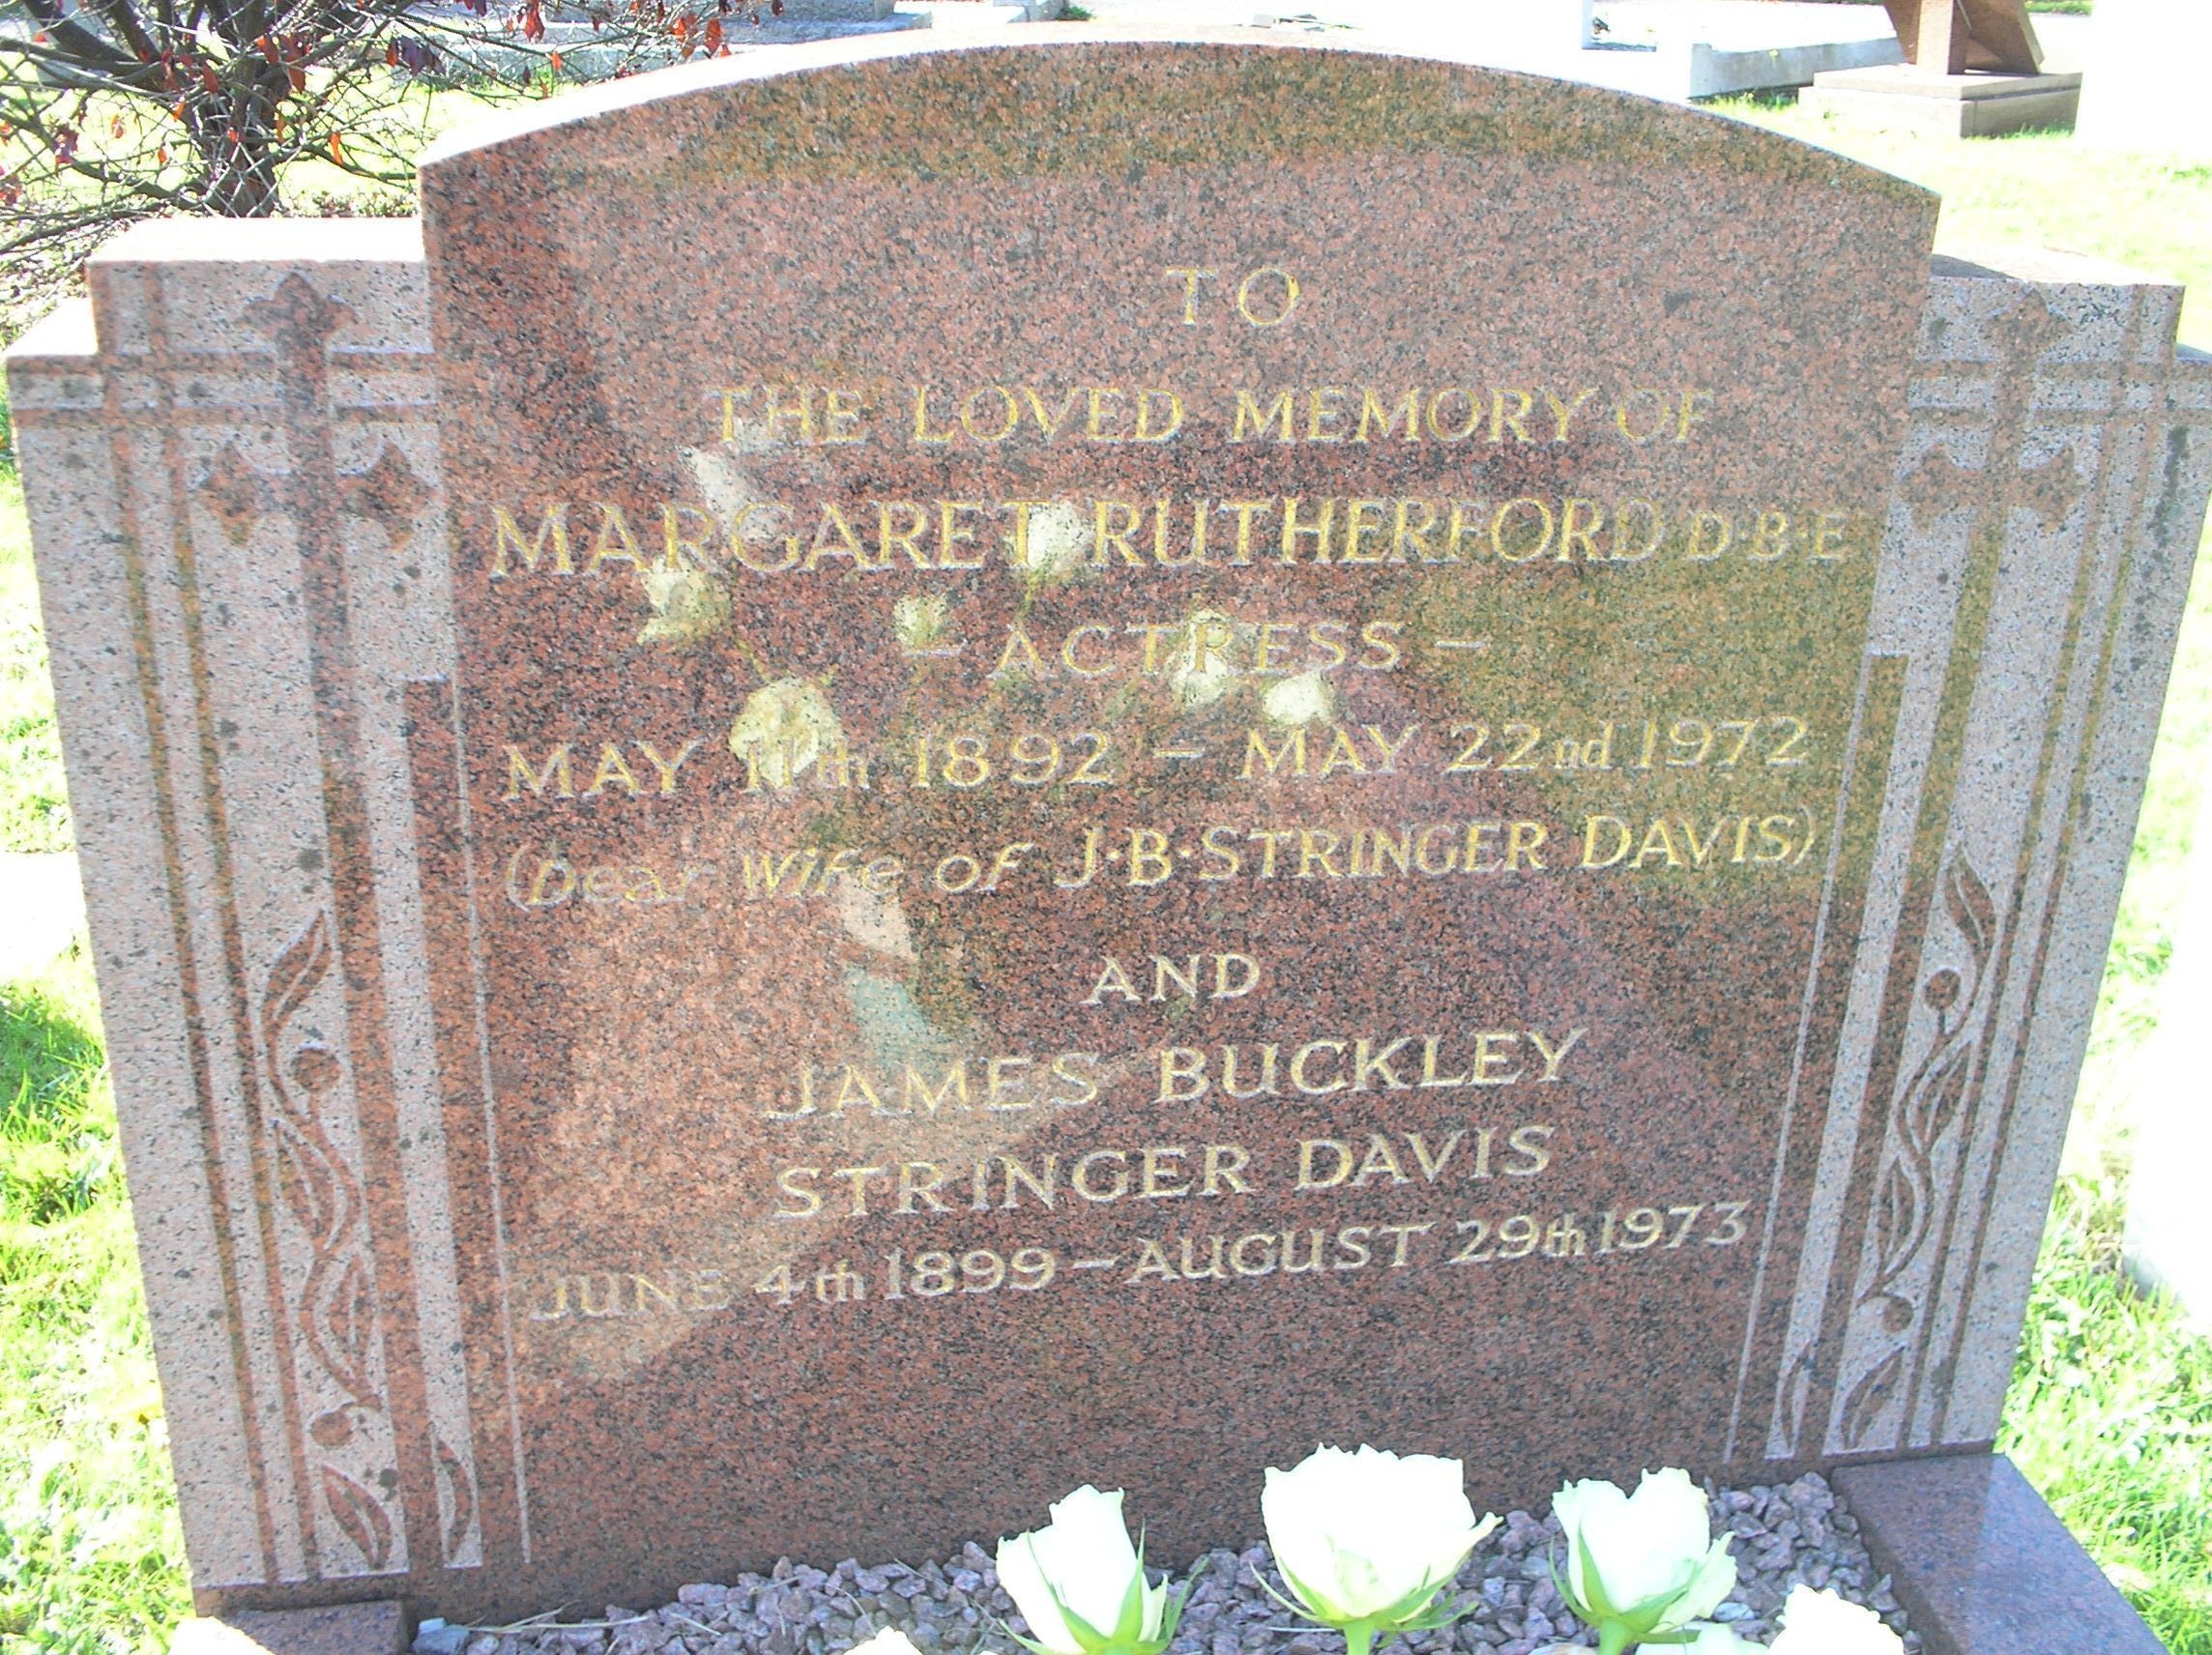 TO
THE LOVED MEMORY OF
MARGARET RUTHERFORD D·B·E
– ACTRESS –
MAY 11th 1892 – MAY 22nd 1972
(Dear Wife of J·B·STRINGER DAVIS)
AND
JAMES BUCKLEY
STRINGER DAVIS
JUNE 4th 1899 – AUGUST 29th 1973